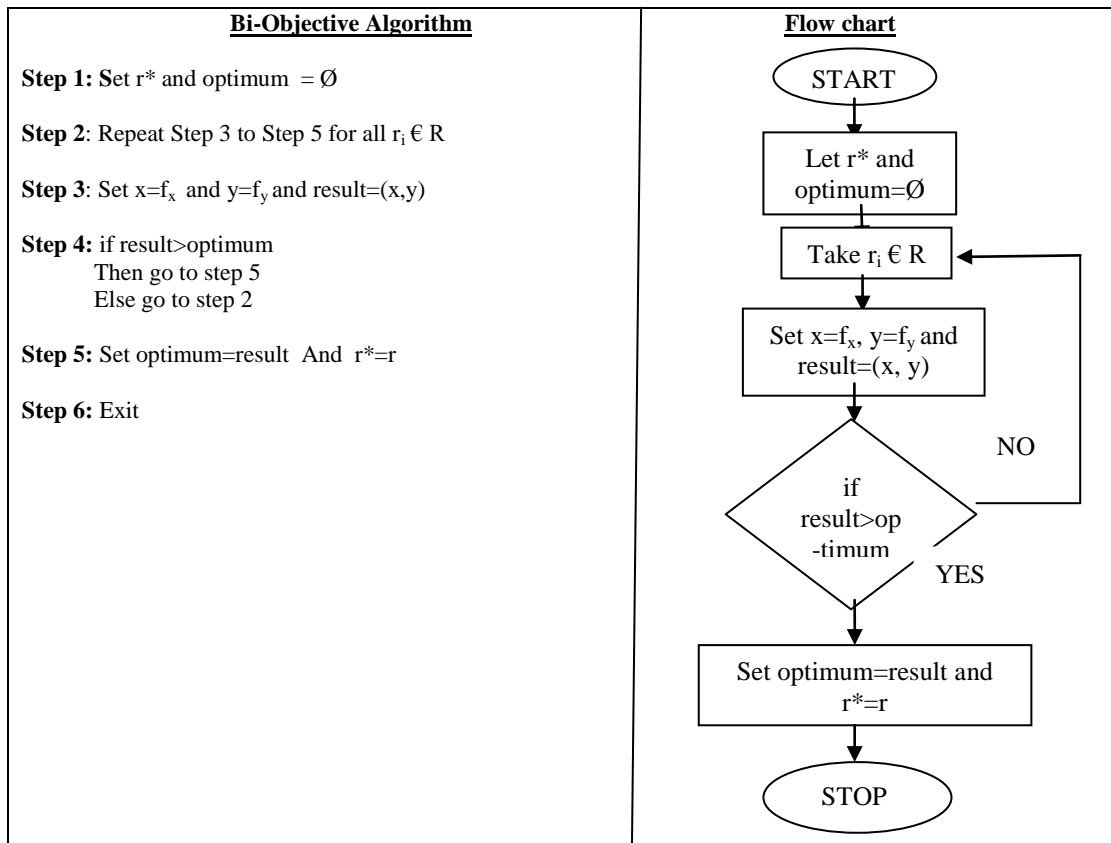 Bi-Objective Algorithm
Step 1: Set r* and optimum = Ø
Step 2: Repeat Step 3 to Step 5 for all rᵢ € R
Step 3: Set x=fₓ and y=f_y and result=(x,y)
Step 4: if result>optimum
Then go to step 5
Else go to step 2
Step 5: Set optimum=result And r*=r
Step 6: Exit
Flow chart
START
Let r* and
optimum=Ø
Take rᵢ € R
Set x=fₓ, y=f_y and
result=(x, y)
NO
if
result>op
-timum
YES
Set optimum=result and
r*=r
STOP